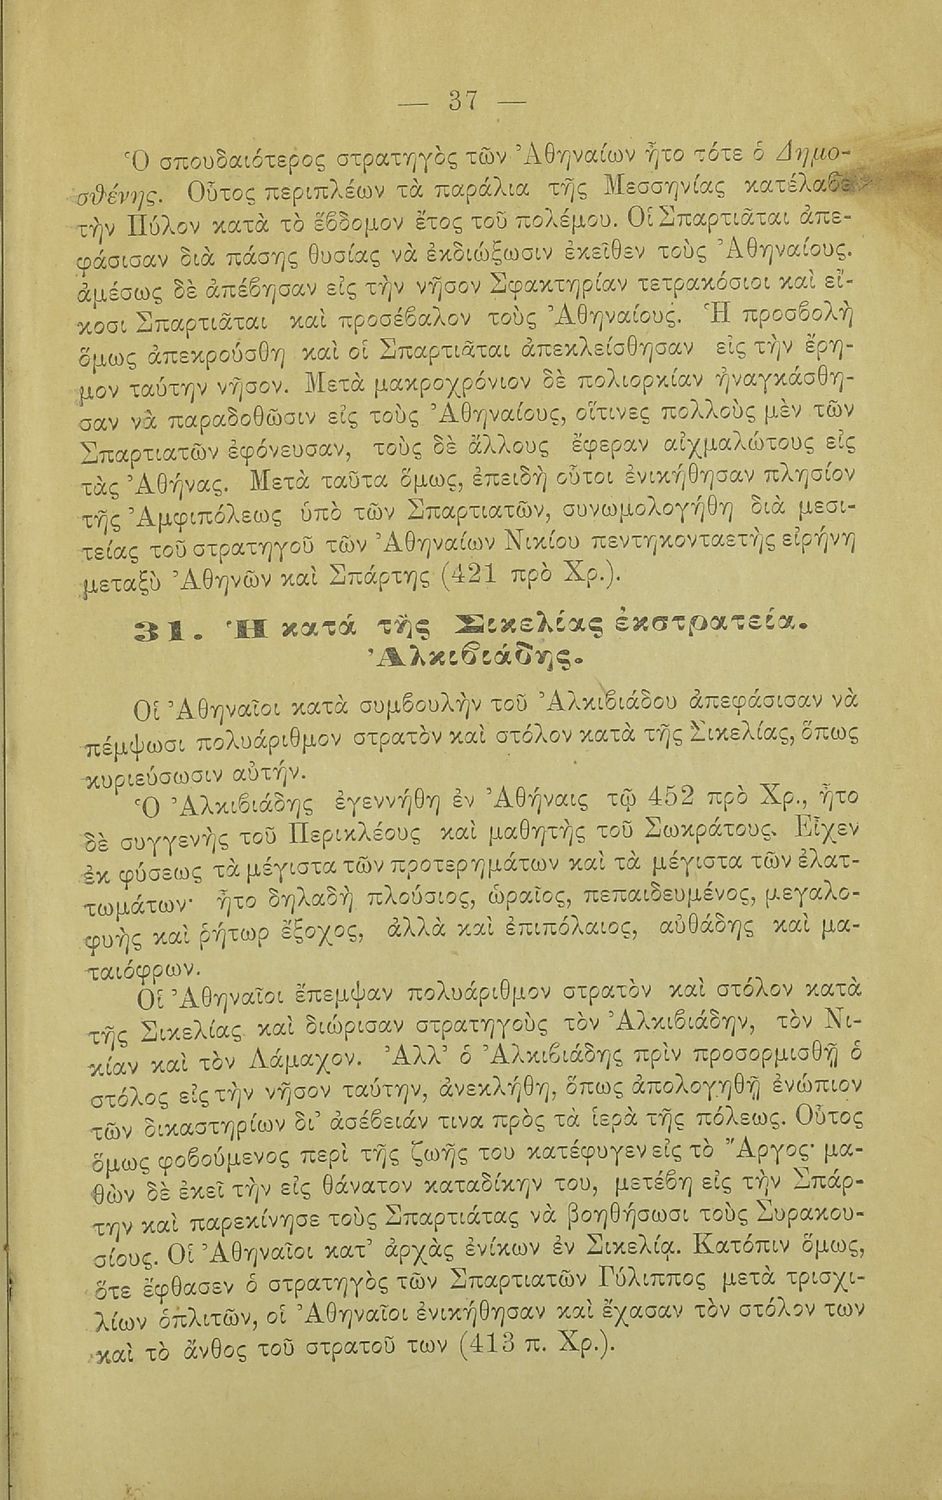 — 37 —
Ὁ σπουδαιότερος στρατηγὸς τῶν Ἀθηναίων ἦτο τότε ὁ Δημο-
σθένης. Οὗτος περιπλέων τὰ παράλια τῆς Μεσσηνίας κατέλαβε
τὴν Πύλον κατὰ τὸ ἕβδομον ἔτος τοῦ πολέμου. Οἱ Σπαρτιᾶται ἀπε-
φάσισαν διὰ πάσης θυσίας νὰ ἐκδιώξωσιν ἐκεῖθεν τοὺς Ἀθηναίους.
ἀμέσως δὲ ἀπέβησαν εἰς τὴν νῆσον Σφακτηρίαν τετρακόσιοι καὶ εἴ-
κοσι Σπαρτιᾶται καὶ προσέβαλον τοὺς Ἀθηναίους. Ἡ προσβολὴ
ὅμως ἀπεκρούσθη καὶ οἱ Σπαρτιᾶται ἀπεκλείσθησαν εἰς τὴν ἔρη-
μον ταύτην νῆσον. Μετὰ μακροχρόνιον δὲ πολιορκίαν ἠναγκάσθη-
σαν νὰ παραδοθῶσιν εἰς τοὺς Ἀθηναίους, οἵτινες πολλοὺς μὲν τῶν
Σπαρτιατῶν ἐφόνευσαν, τοὺς δὲ ἄλλους ἔφεραν αἰχμαλώτους εἰς
τὰς Ἀθήνας. Μετὰ ταῦτα ὅμως, ἐπειδὴ οὗτοι ἐνικήθησαν πλησίον
τῆς Ἀμφιπόλεως ὑπὸ τῶν Σπαρτιατῶν, συνωμολογήθη διὰ μεσι-
τείας τοῦ στρατηγοῦ τῶν Ἀθηναίων Νικίου πεντηκονταετὴς εἰρήνη
μεταξὺ Ἀθηνῶν καὶ Σπάρτης (421 πρὸ Χρ.).
31. Ἡ κατά τῆς Σικελίας ἐκστρατεία.
Ἀλκιβιάδης.
Οἱ Ἀθηναῖοι κατὰ συμβουλὴν τοῦ Ἀλκιβιάδου ἀπεφάσισαν νὰ
πέμψωσι πολυάριθμον στρατὸν καὶ στόλον κατὰ τῆς Σικελίας, ὅπως
κυριεύσωσιν αὐτήν.
Ὁ Ἀλκιβιάδης ἐγεννήθη ἐν Ἀθήναις τῷ 452 πρὸ Χρ., ἦτο
δὲ συγγενὴς τοῦ Περικλέους καὶ μαθητὴς τοῦ Σωκράτους. Εἶχεν
ἐκ φύσεως τὰ μέγιστα τῶν προτερημάτων καὶ τὰ μέγιστα τῶν ἐλατ-
τωμάτων· ἦτο δηλαδὴ πλούσιος, ὡραῖος, πεπαιδευμένος, μεγαλο-
φυὴς καὶ ῥήτωρ ἔξοχος, ἀλλὰ καὶ ἐπιπόλαιος, αὐθάδης καὶ μα-
ταιόφρων.
Οἱ Ἀθηναῖοι ἔπεμψαν πολυάριθμον στρατὸν καὶ στόλον κατὰ
τῆς Σικελίας καὶ διώρισαν στρατηγοὺς τὸν Ἀλκιβιάδην, τὸν Νι-
κίαν καὶ τὸν Λάμαχον. Ἀλλ' ὁ Ἀλκιβιάδης πρὶν προσορμισθῇ ὁ
στόλος εἰς τὴν νῆσον ταύτην, ἀνεκλήθη, ὅπως ἀπολογηθῇ ἐνώπιον
τῶν δικαστηρίων δι' ἀσέβειάν τινα πρὸς τὰ ἱερὰ τῆς πόλεως. Οὗτος
ὅμως φοβούμενος περὶ τῆς ζωῆς του κατέφυγεν εἰς τὸ Ἄργος· μα-
θὼν δὲ ἐκεῖ τὴν εἰς θάνατον καταδίκην του, μετέβη εἰς τὴν Σπάρ-
την καὶ παρεκίνησε τοὺς Σπαρτιάτας νὰ βοηθήσωσι τοὺς Συρακου-
σίους. Οἱ Ἀθηναῖοι κατ' ἀρχὰς ἐνίκων ἐν Σικελίᾳ. Κατόπιν ὅμως,
ὅτε ἔφθασεν ὁ στρατηγὸς τῶν Σπαρτιατῶν Γύλιππος μετὰ τρισχι-
λίων ὁπλιτῶν, οἱ Ἀθηναῖοι ἐνικήθησαν καὶ ἔχασαν τὸν στόλον των
καὶ τὸ ἄνθος τοῦ στρατοῦ των (413 π. Χρ.).